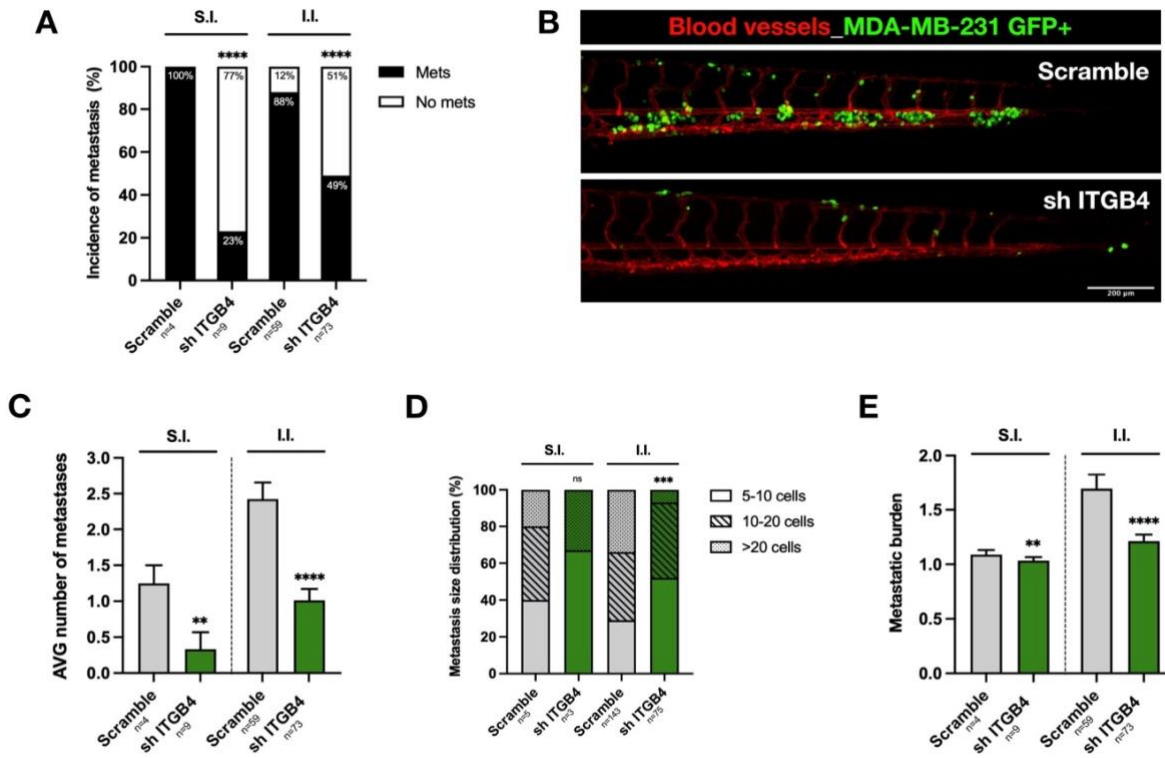 A
S.I.
I.I.
****
****
Incidence of metastasis (%)
100
80
60
40
20
0
100%
77%
12%
51%
88%
49%
23%
Mets
No mets
Scramble
n=4
sh ITGB4
n=9
Scramble
n=59
sh ITGB4
n=73
B
Blood vessels_MDA-MB-231 GFP+
Scramble
sh ITGB4
200 µm
C
S.I.
I.I.
AVG number of metastases
3.0
2.5
2.0
1.5
1.0
0.5
0.0
**
****
Scramble
n=4
sh ITGB4
n=9
Scramble
n=59
sh ITGB4
n=73
D
S.I.
I.I.
ns
***
Metastasis size distribution (%)
100
80
60
40
20
0
5-10 cells
10-20 cells
>20 cells
Scramble
n=5
sh ITGB4
n=3
Scramble
n=143
sh ITGB4
n=75
E
S.I.
I.I.
Metastatic burden
2.0
1.5
1.0
0.5
0.0
**
****
Scramble
n=4
sh ITGB4
n=9
Scramble
n=59
sh ITGB4
n=73